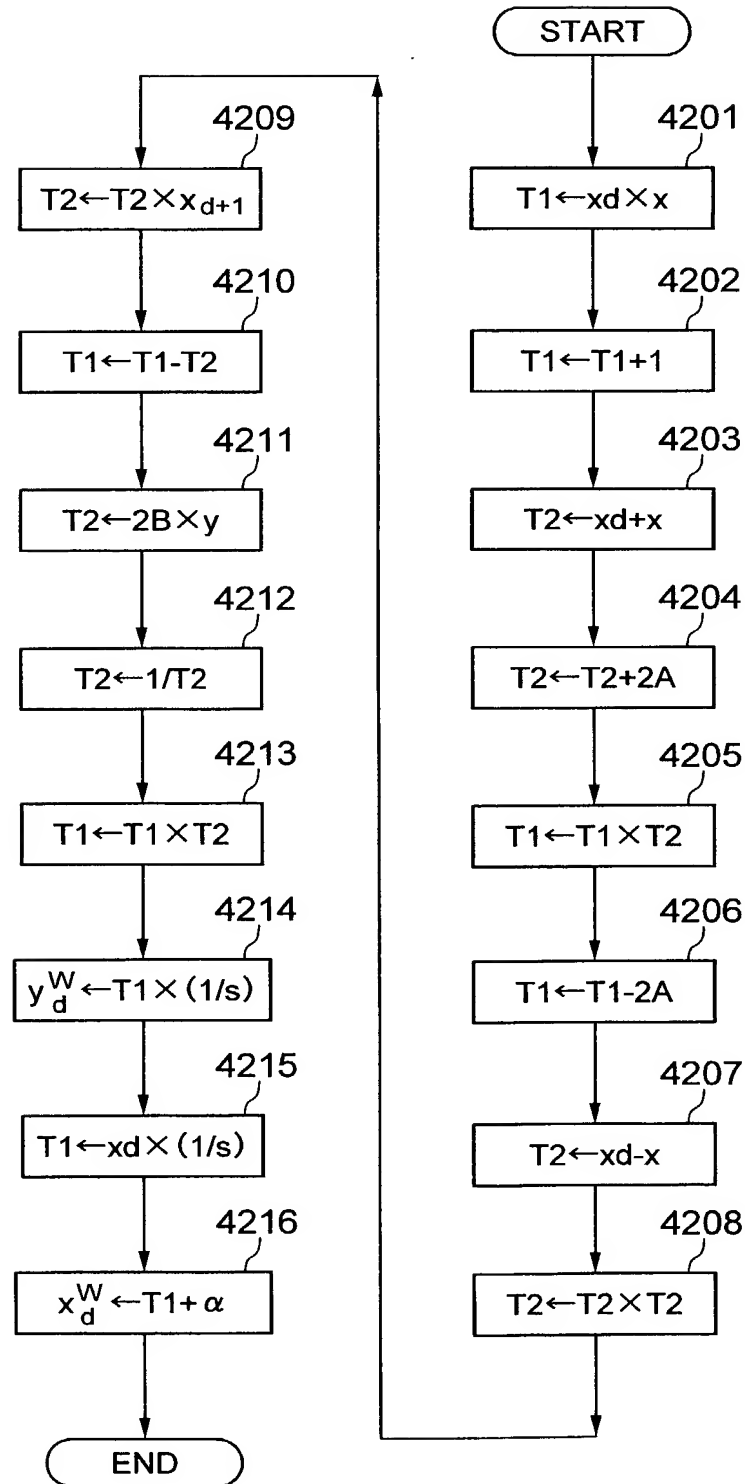 START
4201
T1←xd×x
4202
T1←T1+1
4203
T2←xd+x
4204
T2←T2+2A
4205
T1←T1×T2
4206
T1←T1-2A
4207
T2←xd-x
4208
T2←T2×T2
4209
T2←T2×x_{d+1}
4210
T1←T1-T2
4211
T2←2B×y
4212
T2←1/T2
4213
T1←T1×T2
4214
y_d^W←T1×(1/s)
4215
T1←xd×(1/s)
4216
x_d^W←T1+α
END